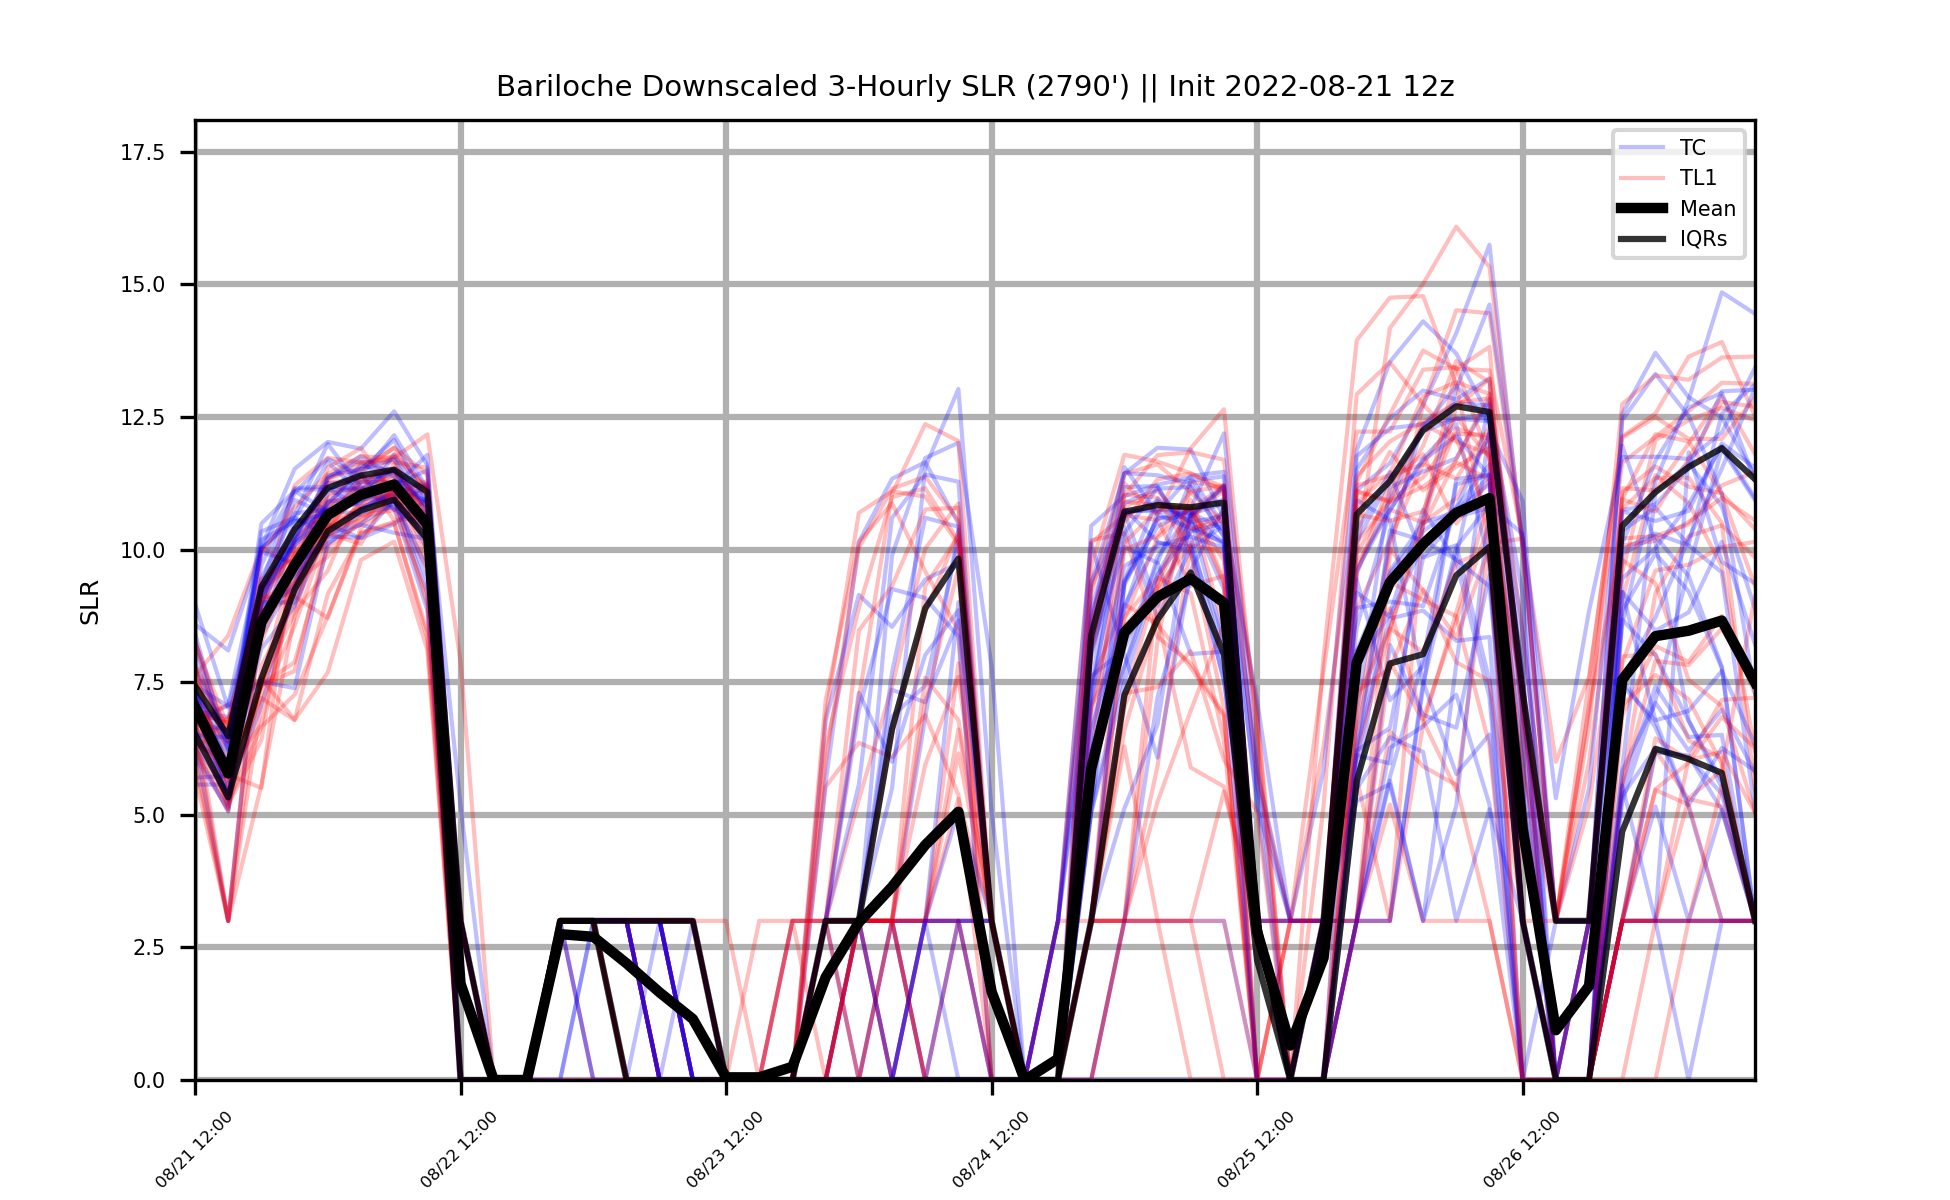 Bariloche Downscaled 3-Hourly SLR (2790') || Init 2022-08-21 12z
17.5
15.0
12.5
10.0
7.5
5.0
2.5
0.0
SLR
TC
TL1
Mean
IQRs
08/21 12:00
08/22 12:00
08/23 12:00
08/24 12:00
08/25 12:00
08/26 12:00